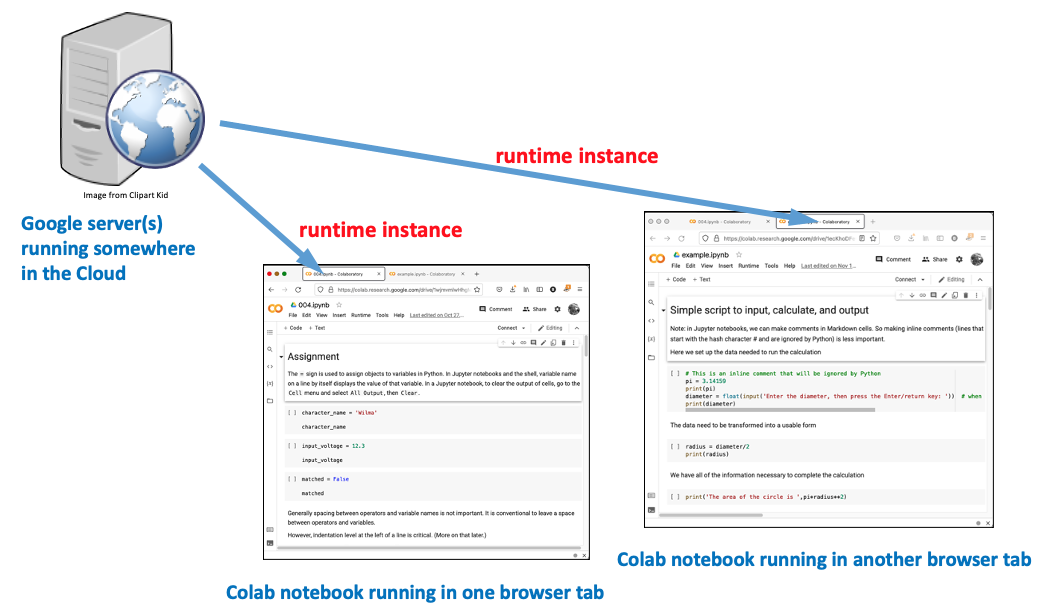 Image from Clipart Kid
Google server(s)
running somewhere
in the Cloud
runtime instance
runtime instance
004.ipynb - Colaboratory × example.ipynb - Colaboratory × +
https://colab.research.google.com/drive/
004.ipynb
Comment Share
File Edit View Insert Runtime Tools Help Last edited on Oct 27,...
+ Code + Text Connect Editing
Assignment
The = sign is used to assign objects to variables in Python. In Jupyter notebooks and the shell, variable name
on a line by itself displays the value of that variable. In a Jupyter notebook, to clear the output of cells, go to the
Cell menu and select All Output, then Clear.
[ ] character_name = 'Wilma'
character_name
[ ] input_voltage = 12.3
input_voltage
[ ] matched = False
matched
Generally spacing between operators and variable names is not important. It is conventional to leave a space
between operators and variables.
However, indentation level at the left of a line is critical. (More on that later.)
Colab notebook running in one browser tab
004.ipynb - Colaboratory × - Colaboratory × +
https://colab.research.google.com/drive/
example.ipynb
Comment Share
File Edit View Insert Runtime Tools Help Last edited on Nov 1...
+ Code + Text Connect Editing
Simple script to input, calculate, and output
Note: in Jupyter notebooks, we can make comments in Markdown cells. So making inline comments (lines that
start with the hash character # and are ignored by Python) is less important.
Here we set up the data needed to run the calculation
[ ] # This is an inline comment that will be ignored by Python
pi = 3.14159
print(pi)
diameter = float(input('Enter the diameter, then press the Enter/return key: ')) # when
print(diameter)
The data need to be transformed into a usable form
[ ] radius = diameter/2
print(radius)
We have all of the information necessary to complete the calculation
[ ] print('The area of the circle is ',pi*radius**2)
Colab notebook running in another browser tab